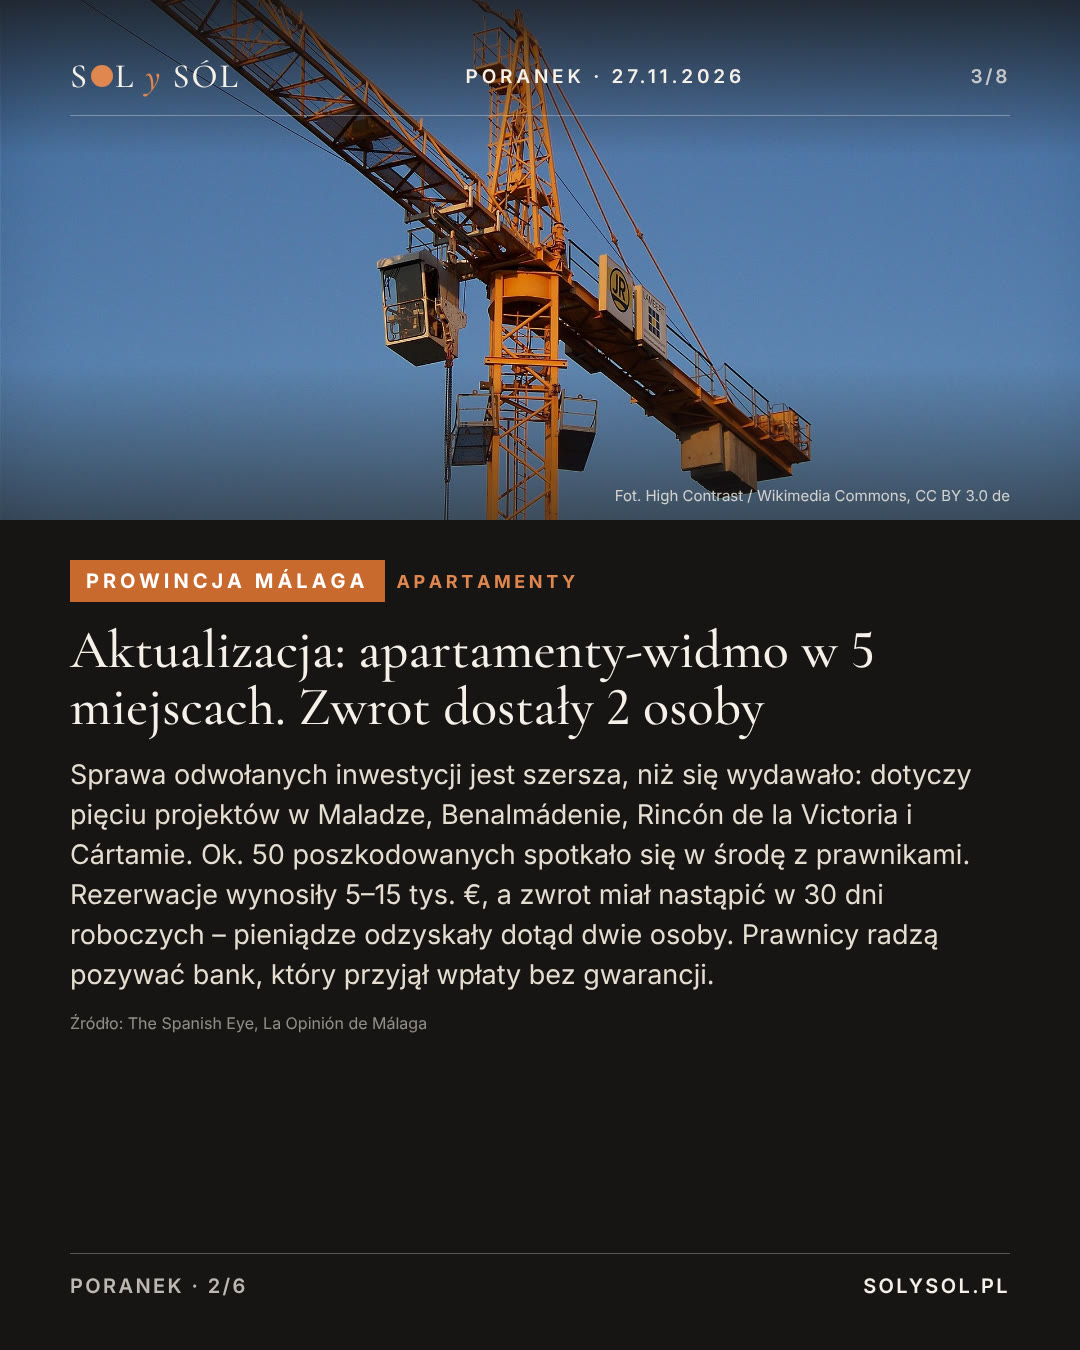 SOL y SÓL
PORANEK · 27.11.2026
3/8
JR
Fot. High Contrast / Wikimedia Commons, CC BY 3.0 de
PROWINCJA MÁLAGA
APARTAMENTY
Aktualizacja: apartamenty-widmo w 5
miejscach. Zwrot dostały 2 osoby
Sprawa odwołanych inwestycji jest szersza, niż się wydawało: dotyczy
pięciu projektów w Maladze, Benalmádenie, Rincón de la Victoria i
Cártamie. Ok. 50 poszkodowanych spotkało się w środę z prawnikami.
Rezerwacje wynosiły 5–15 tys. €, a zwrot miał nastąpić w 30 dni
roboczych – pieniądze odzyskały dotąd dwie osoby. Prawnicy radzą
pozywać bank, który przyjął wpłaty bez gwarancji.
Źródło: The Spanish Eye, La Opinión de Málaga
PORANEK · 2/6
SOLYSOL.PL